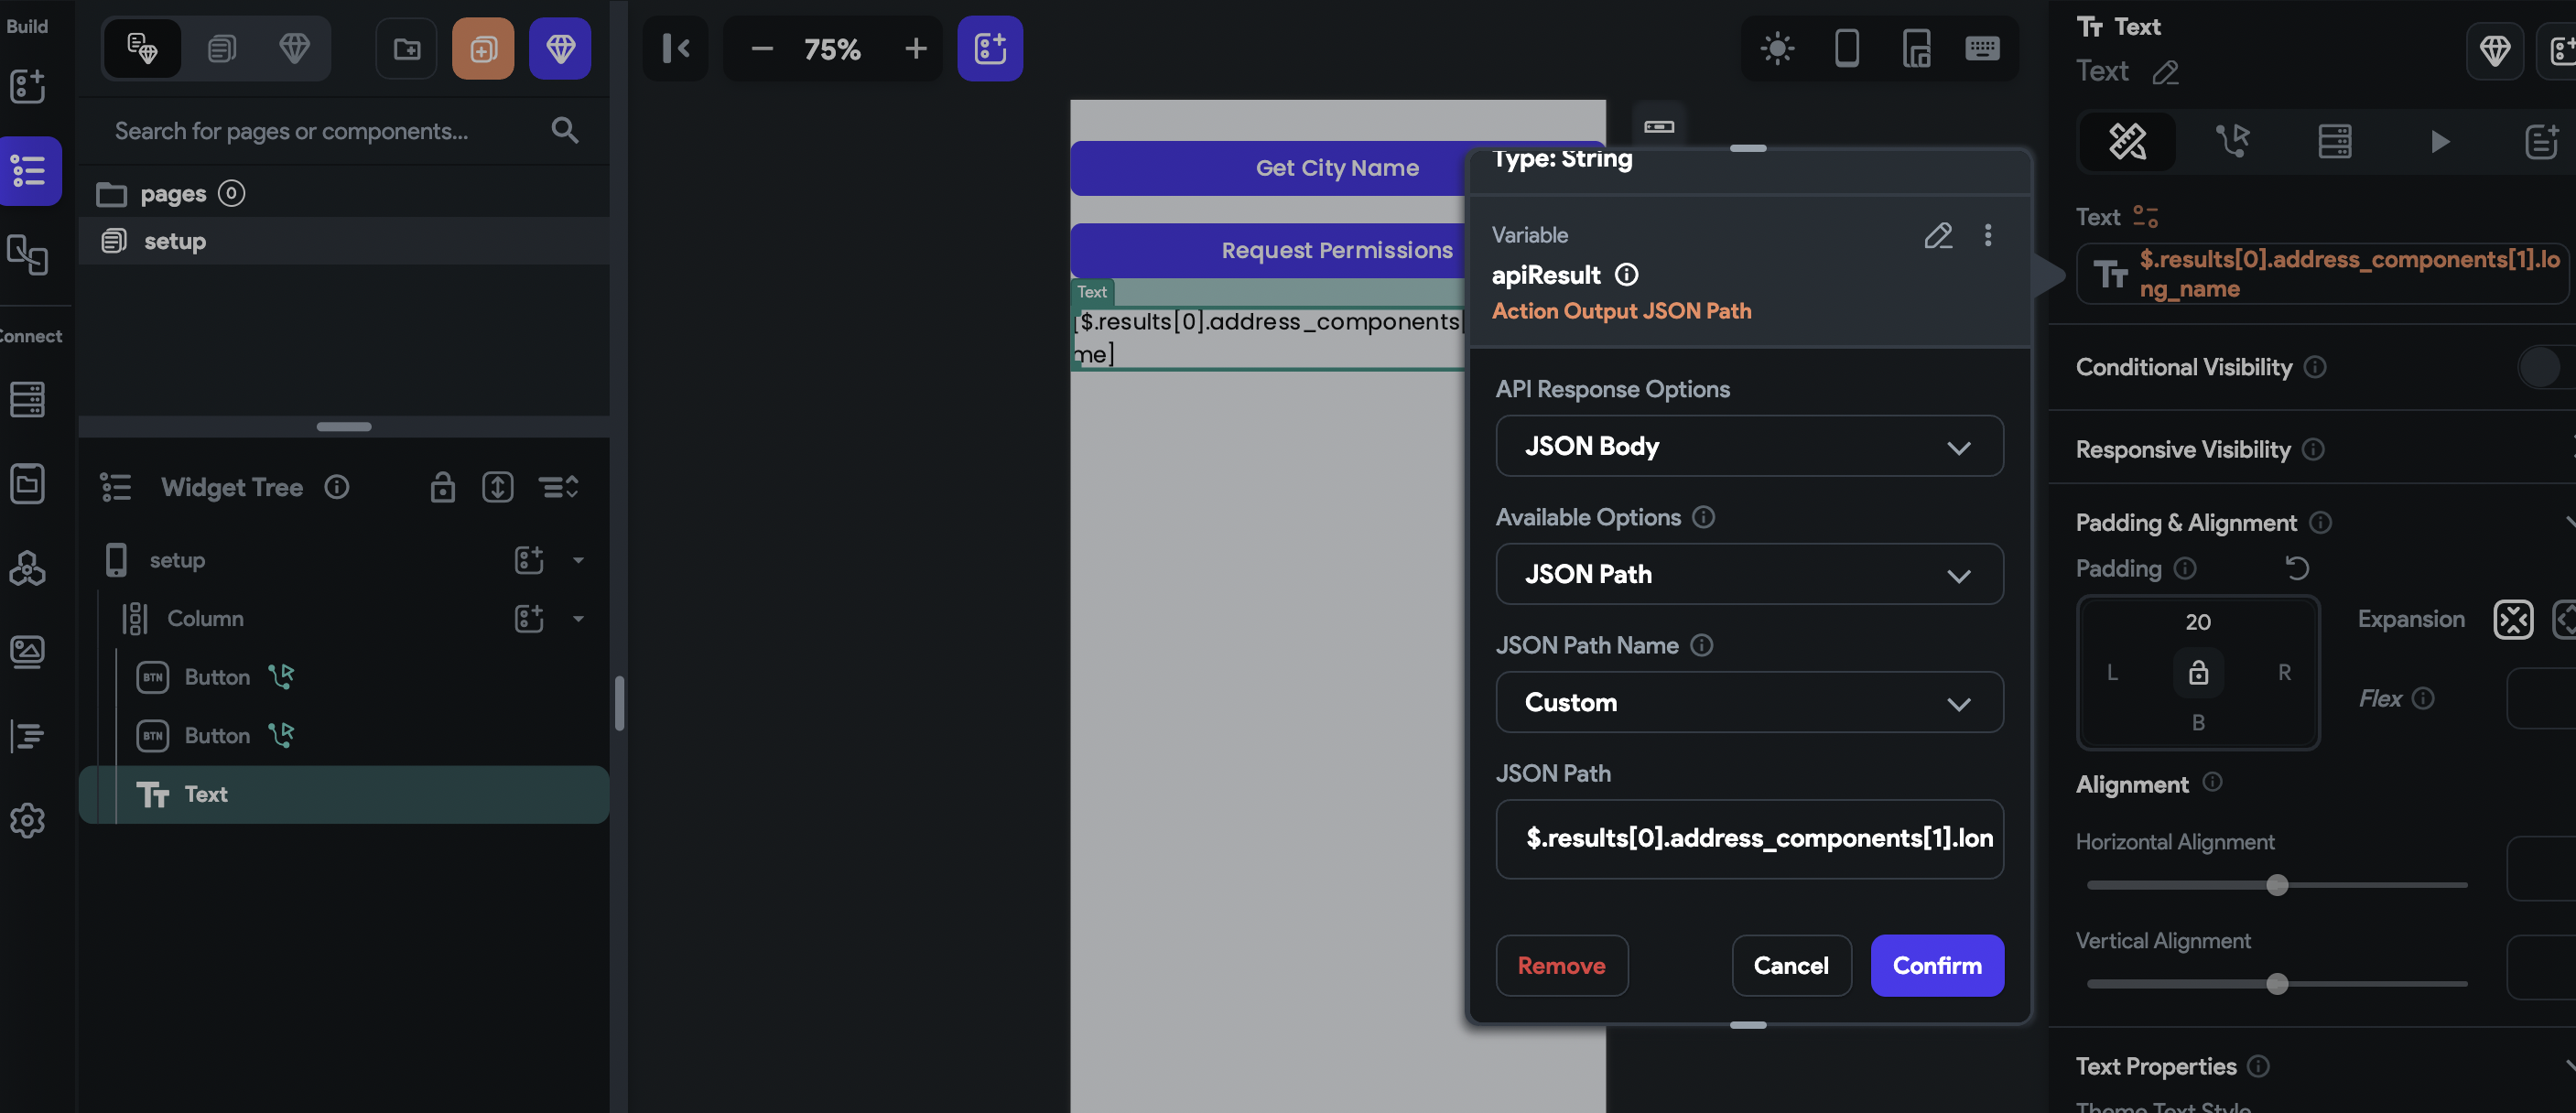 Build
Connect
Search for pages or components...
pages 0
setup
Widget Tree
setup
Column
BTN Button
BTN Button
Text
75%
Get City Name
Request Permissions
Text
[$.results[0].address_components[
me]
Type: String
Variable
apiResult
Action Output JSON Path
API Response Options
JSON Body
Available Options
JSON Path
JSON Path Name
Custom
JSON Path
$.results[0].address_components[1].lon
Remove
Cancel
Confirm
Text
Text
Text
$.results[0].address_components[1].lo
ng_name
Conditional Visibility
Responsive Visibility
Padding & Alignment
Padding
20
L
R
B
Expansion
Flex
Alignment
Horizontal Alignment
Vertical Alignment
Text Properties
Theme Text Style